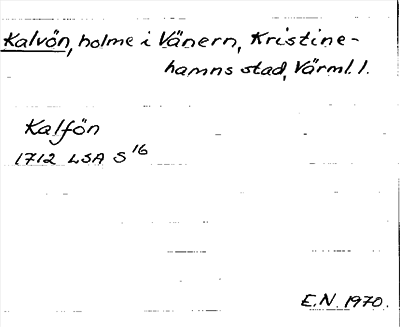 Kalvön, holme i Vänern, Kristine-
hamns stad, Värml. l.
Kalfön
1712 LSA S 16
E.N. 1970.